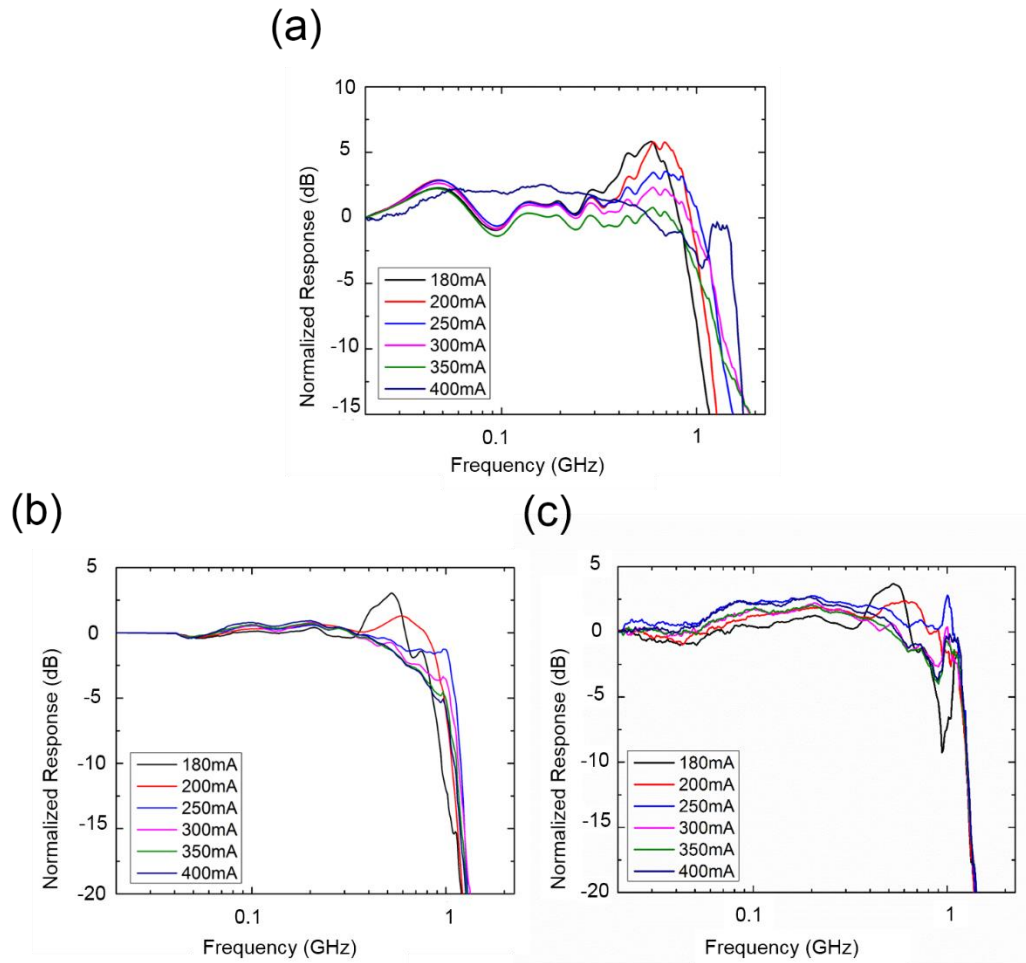 (a)
10
5
0
-5
-10
-15
Normalized Response (dB)
180mA
200mA
250mA
300mA
350mA
400mA
0.1
1
Frequency (GHz)
(b)
5
0
-5
-10
-15
-20
Normalized Response (dB)
180mA
200mA
250mA
300mA
350mA
400mA
0.1
1
Frequency (GHz)
(c)
5
0
-5
-10
-15
-20
Normalized Response (dB)
180mA
200mA
250mA
300mA
350mA
400mA
0.1
1
Frequency (GHz)